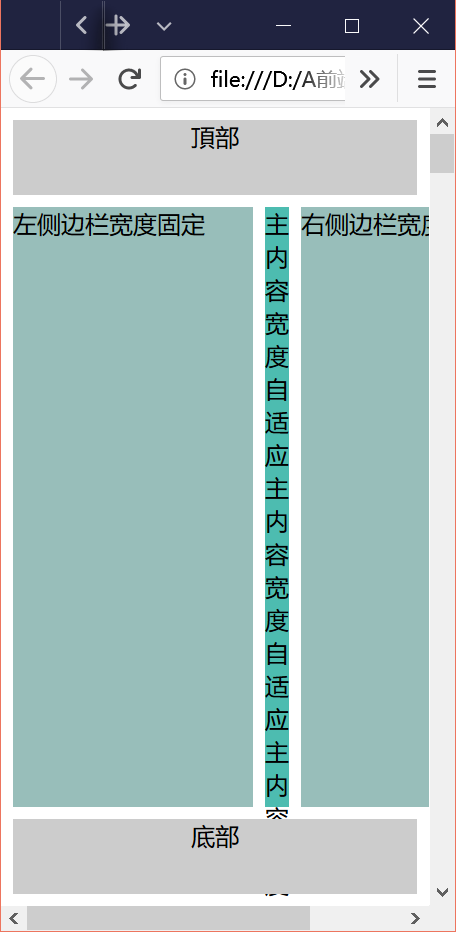 file:///D:/A前
頂部
左侧边栏宽度固定
主
内
容
宽
度
自
适
应
主
内
容
宽
度
自
适
应
主
内
容
右侧边栏宽度
底部